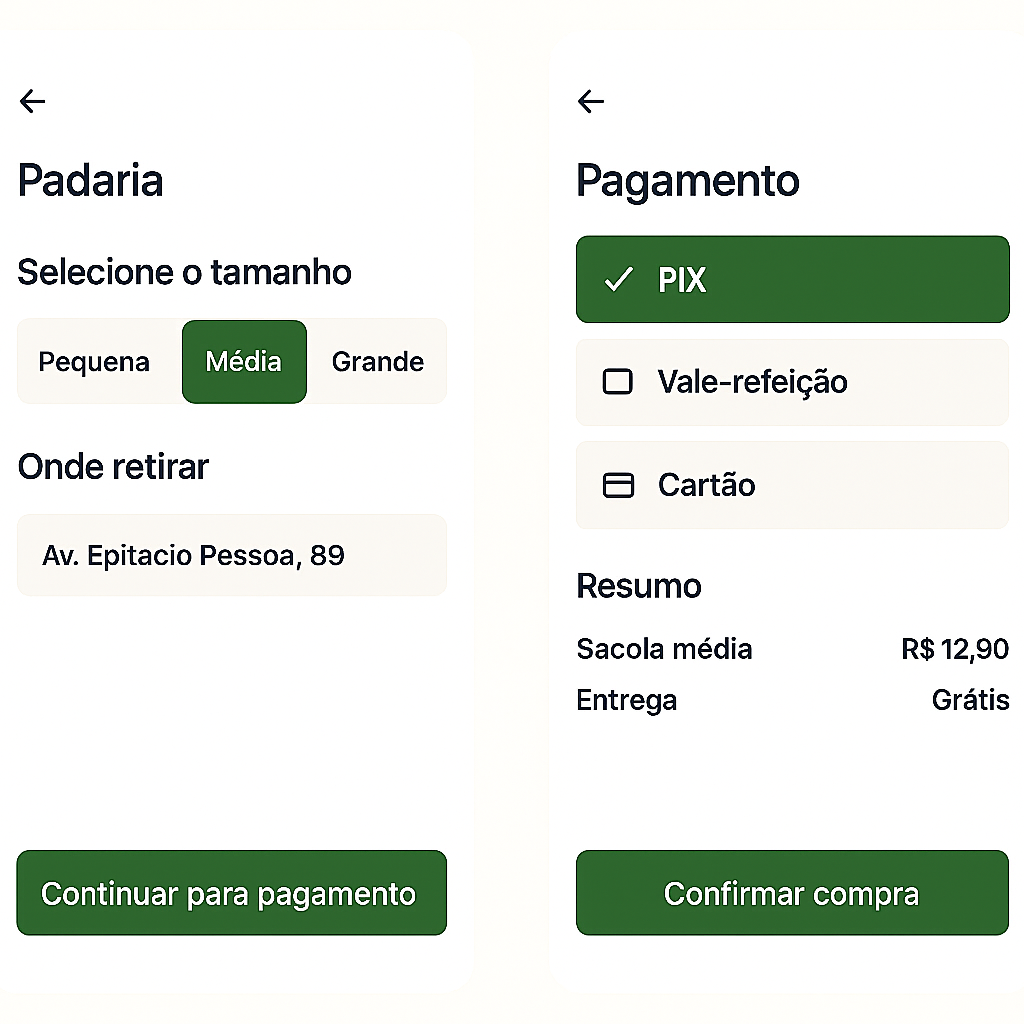 Padaria
Selecione o tamanho
Pequena Média Grande
Onde retirar
Av. Epitacio Pessoa, 89
Continuar para pagamento
Pagamento
PIX
Vale-refeição
Cartão
Resumo
Sacola média R$ 12,90
Entrega Grátis
Confirmar compra